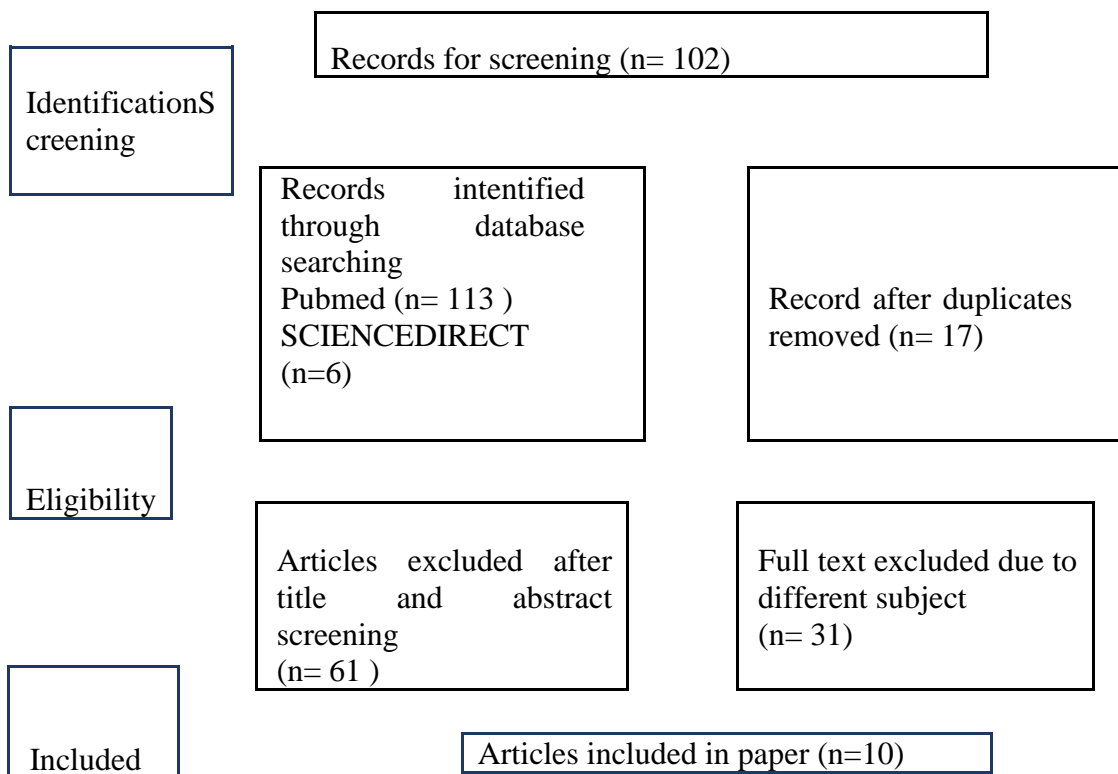 Records for screening (n= 102)
IdentificationS
creening
Records intentified
through database
searching
Pubmed (n= 113 )
SCIENCEDIRECT
(n=6)
Record after duplicates
removed (n= 17)
Eligibility
Articles excluded after
title and abstract
screening
(n= 61 )
Full text excluded due to
different subject
(n= 31)
Included
Articles included in paper (n=10)